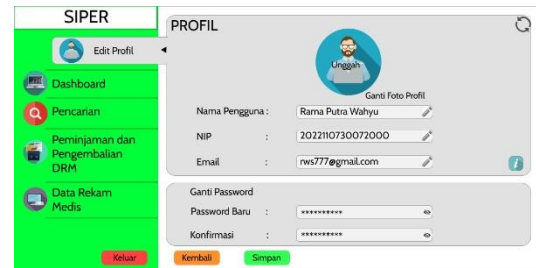 SIPER
Edit Profil
Dashboard
Pencarian
Peminjaman dan
Pengembalian
DRM
Data Rekam
Medis
Keluar
PROFIL
Unggah
Ganti Foto Profil
Nama Pengguna : Rama Putra Wahyu
NIP : 2022110730072000
Email : rws777@gmail.com
i
Ganti Password
Password Baru : **********
Konfirmasi : **********
Kembali Simpan